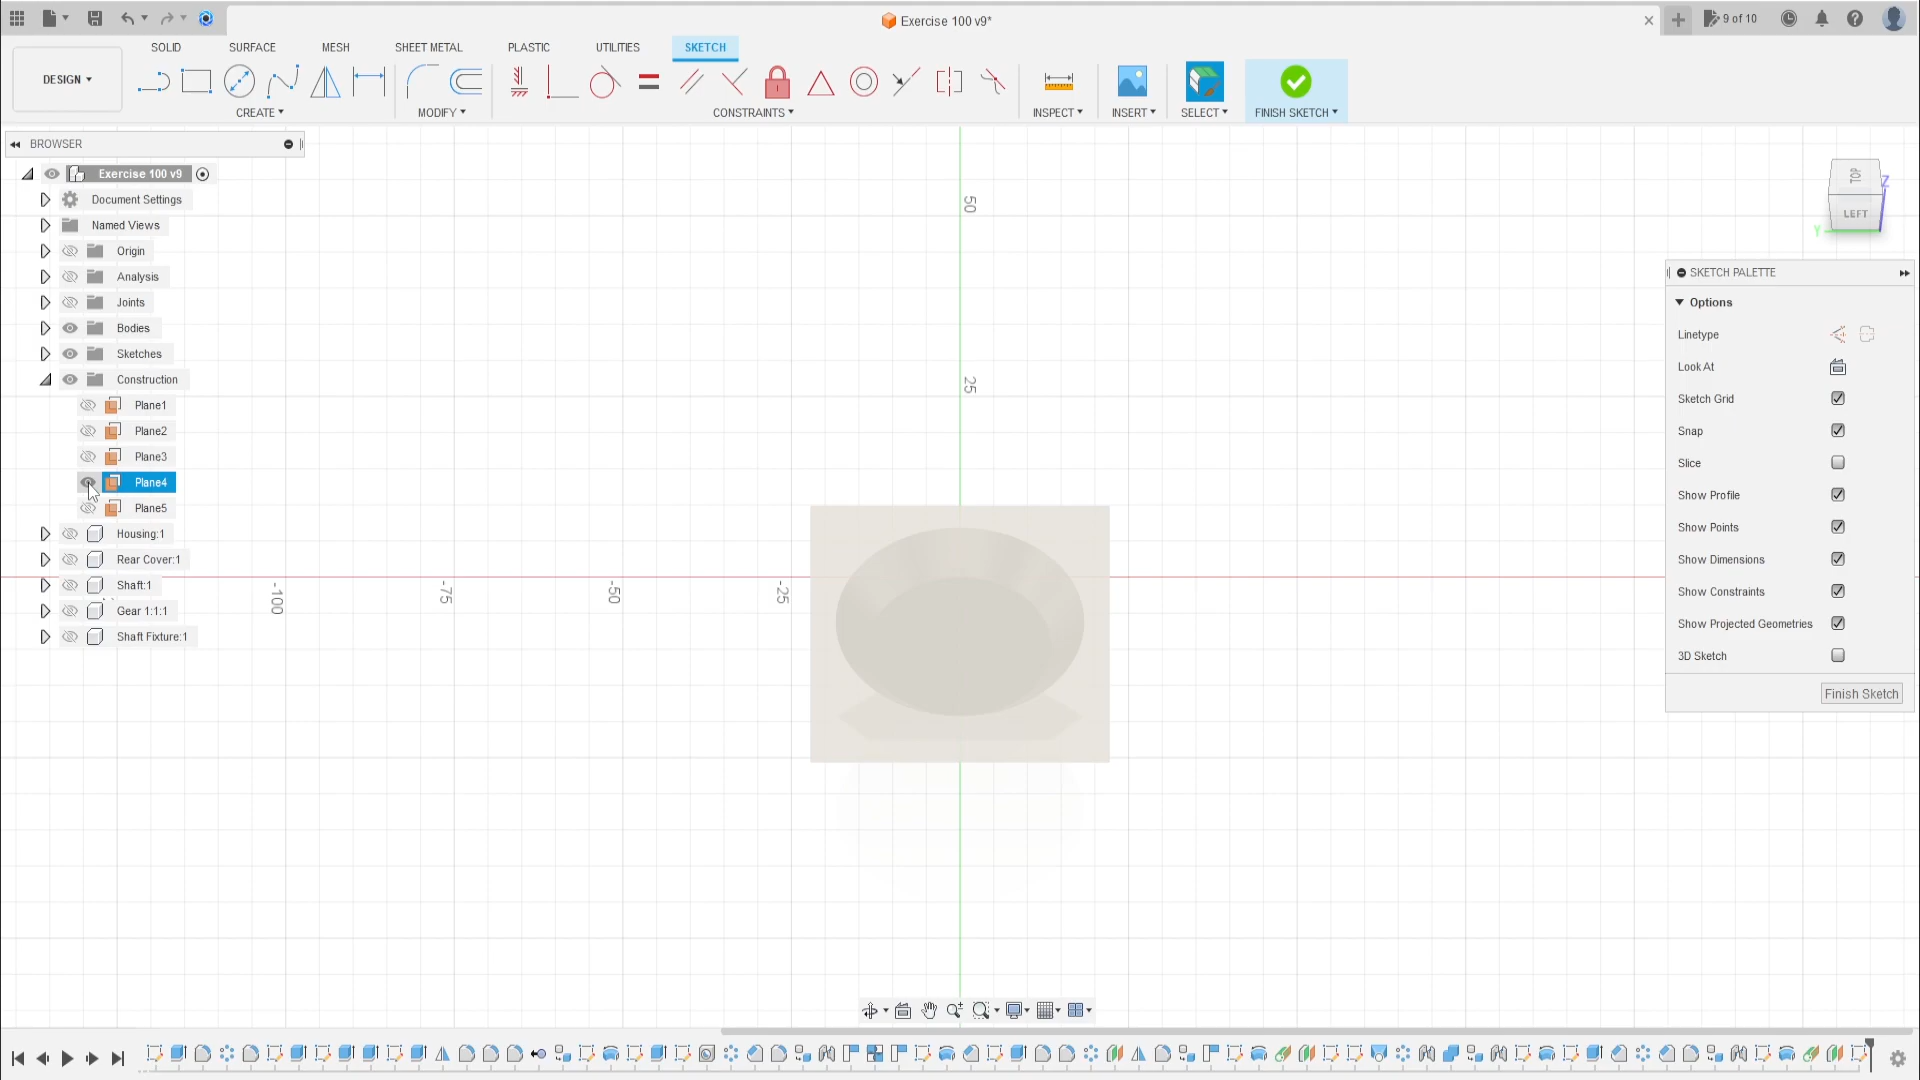 Exercise 100 v9*
9 of 10
SOLID
SURFACE
MESH
SHEET METAL
PLASTIC
UTILITIES
SKETCH
DESIGN
CREATE
MODIFY
CONSTRAINTS
INSPECT
INSERT
SELECT
FINISH SKETCH
BROWSER
Exercise 100 v9
Document Settings
Named Views
Origin
Analysis
Joints
Bodies
Sketches
Construction
Plane1
Plane2
Plane3
Plane4
Plane5
Housing:1
Rear Cover:1
Shaft:1
Gear 1:1:1
Shaft Fixture:1
50
25
-100
-75
-50
-25
TOP
LEFT
Z
Y
SKETCH PALETTE
Options
Linetype
Look At
Sketch Grid
Snap
Slice
Show Profile
Show Points
Show Dimensions
Show Constraints
Show Projected Geometries
3D Sketch
Finish Sketch